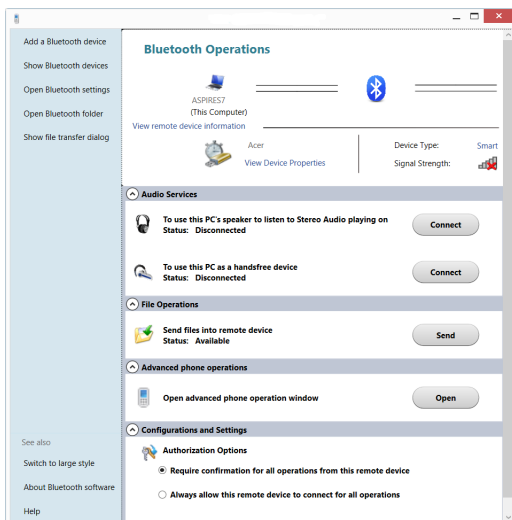 Add a Bluetooth device
Show Bluetooth devices
Open Bluetooth settings
Open Bluetooth folder
Show file transfer dialog
See also
Switch to large style
About Bluetooth software
Help
Bluetooth Operations
ASPIRES7
(This Computer)
View remote device information
Acer
View Device Properties
Device Type: Smart
Signal Strength:
Audio Services
To use this PC's speaker to listen to Stereo Audio playing on
Status: Disconnected
Connect
To use this PC as a handsfree device
Status: Disconnected
Connect
File Operations
Send files into remote device
Status: Available
Send
Advanced phone operations
Open advanced phone operation window
Open
Configurations and Settings
Authorization Options
Require confirmation for all operations from this remote device
Always allow this remote device to connect for all operations